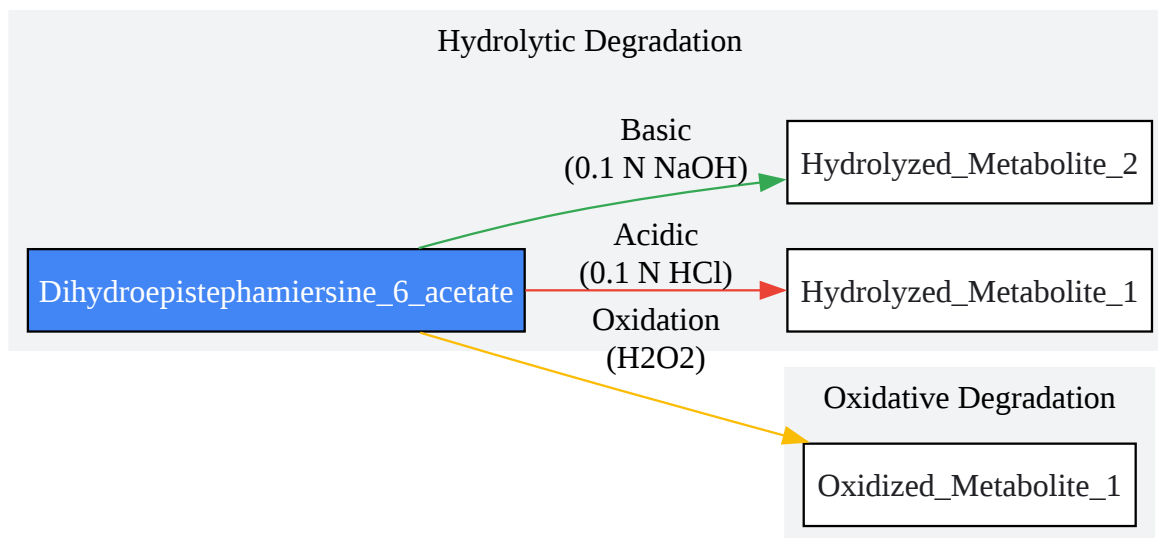 Hydrolytic Degradation
Basic
(0.1 N NaOH)
Hydrolyzed_Metabolite_2
Acidic
(0.1 N HCl)
Dihydroepistephamiersine_6_acetate
Hydrolyzed_Metabolite_1
Oxidation
(H2O2)
Oxidative Degradation
Oxidized_Metabolite_1